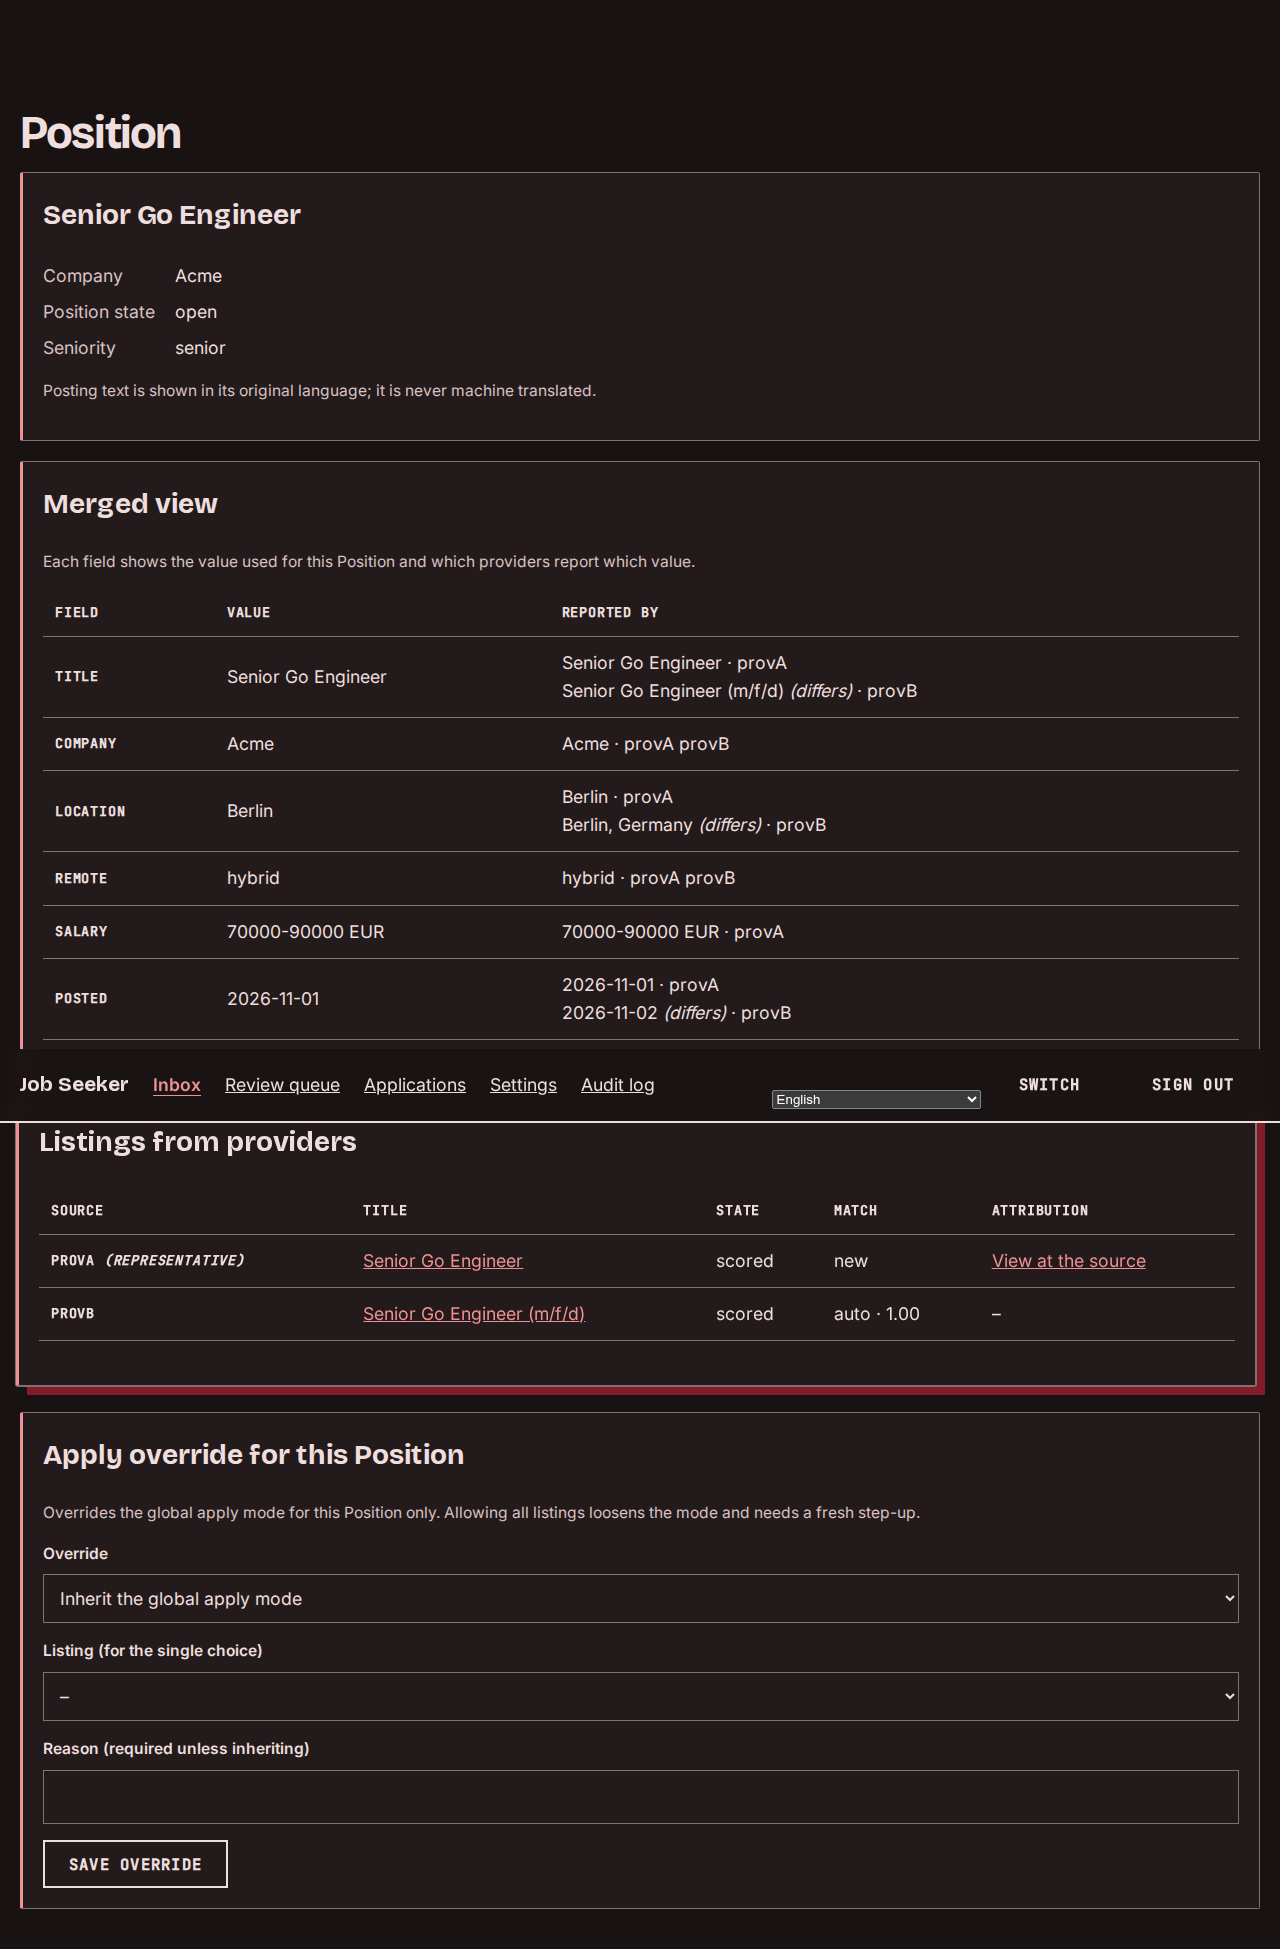 Position
Senior Go Engineer
Company Acme
Position state open
Seniority senior
Posting text is shown in its original language; it is never machine translated.
Merged view
Each field shows the value used for this Position and which providers report which value.
FIELD VALUE REPORTED BY
TITLE Senior Go Engineer Senior Go Engineer · provA
Senior Go Engineer (m/f/d) (differs) · provB
COMPANY Acme Acme · provA provB
LOCATION Berlin Berlin · provA
Berlin, Germany (differs) · provB
REMOTE hybrid hybrid · provA provB
SALARY 70000-90000 EUR 70000-90000 EUR · provA
POSTED 2026-11-01 2026-11-01 · provA
2026-11-02 (differs) · provB
Job Seeker Inbox Review queue Applications Settings Audit log English SWITCH SIGN OUT
Listings from providers
SOURCE TITLE STATE MATCH ATTRIBUTION
PROVA (REPRESENTATIVE) Senior Go Engineer scored new View at the source
PROVB Senior Go Engineer (m/f/d) scored auto · 1.00 –
Apply override for this Position
Overrides the global apply mode for this Position only. Allowing all listings loosens the mode and needs a fresh step-up.
Override
Inherit the global apply mode
Listing (for the single choice)
–
Reason (required unless inheriting)
SAVE OVERRIDE